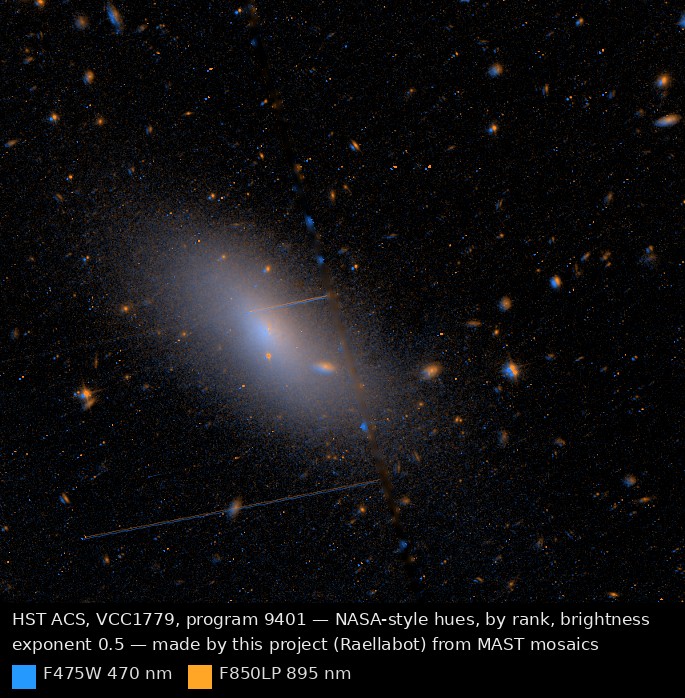 HST ACS, VCC1779, program 9401 — NASA-style hues, by rank, brightness
exponent 0.5 — made by this project (Raellabot) from MAST mosaics
F475W 470 nm F850LP 895 nm